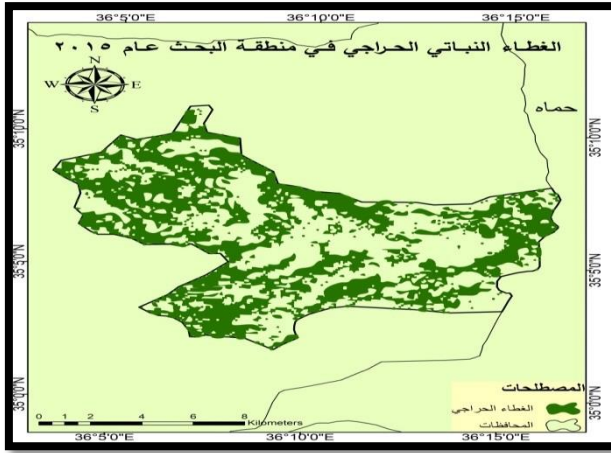 36°5'0"E 36°10'0"E 36°15'0"E
الغطاء النباتي الحراجي في منطقة البحث عام ٢٠١٥
N
W E
S
حماه
35°10'0"N 35°10'0"N
35°5'0"N 35°5'0"N
35°0'0"N 35°0'0"N
المصطلحات
الغطاء الحراجي
المحافظات
0 1 2 4 6 8
Kilometers
36°5'0"E 36°10'0"E 36°15'0"E